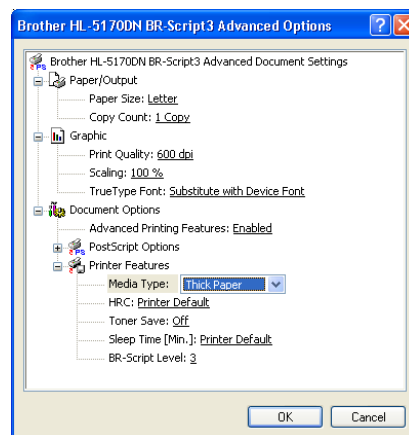 Brother HL-5170DN BR-Script3 Advanced Options
Brother HL-5170DN BR-Script3 Advanced Document Settings
Paper/Output
Paper Size: Letter
Copy Count: 1 Copy
Graphic
Print Quality: 600 dpi
Scaling: 100 %
TrueType Font: Substitute with Device Font
Document Options
Advanced Printing Features: Enabled
PostScript Options
Printer Features
Media Type: Thick Paper
HRC: Printer Default
Toner Save: Off
Sleep Time [Min.]: Printer Default
BR-Script Level: 3
OK Cancel